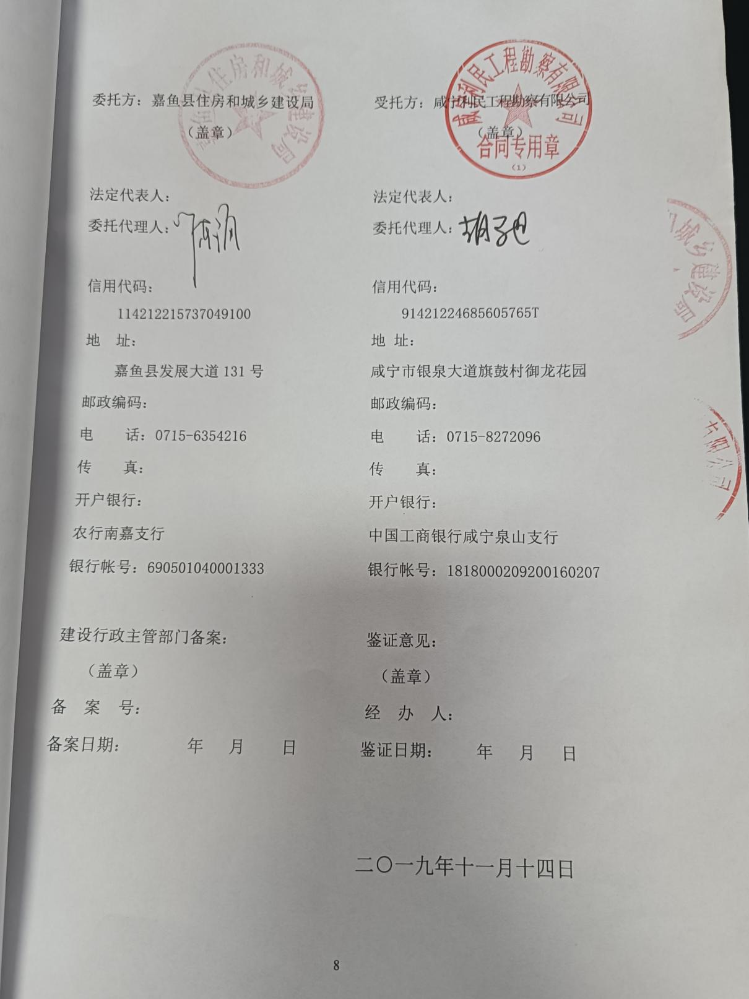 委托方：嘉鱼县住房和城乡建设局
（盖章）
法定代表人：
委托代理人：
信用代码：
114212215737049100
地 址：
嘉鱼县发展大道 131 号
邮政编码：
电 话：0715-6354216
传 真：
开户银行：
农行南嘉支行
银行帐号：690501040001333
受托方：咸宁利民工程勘察有限公司
（盖章）
咸宁利民工程勘察有限公司
合同专用章
（1）
法定代表人：
委托代理人：
信用代码：
91421224685605765T
地 址：
咸宁市银泉大道旗鼓村御龙花园
邮政编码：
电 话：0715-8272096
传 真：
开户银行：
中国工商银行咸宁泉山支行
银行帐号：1818000209200160207
城乡建设局
有限公司
建设行政主管部门备案：
（盖章）
备 案 号：
备案日期： 年 月 日
鉴证意见：
（盖章）
经 办 人：
鉴证日期： 年 月 日
二〇一九年十一月十四日
8